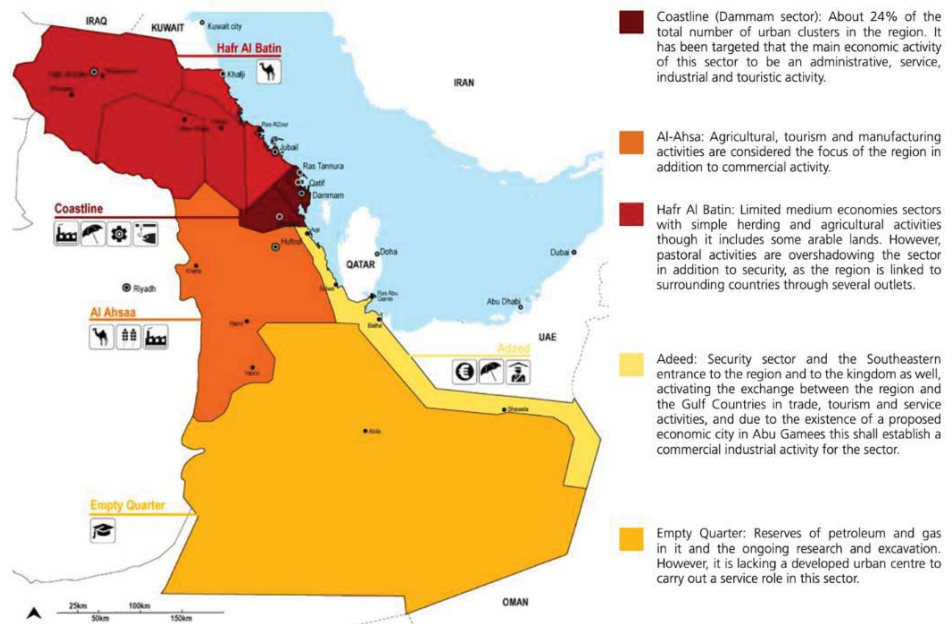 IRAQ
KUWAIT
Kuwait city
Hafr Al Batin
Khafji
IRAN
Ras AlZour
Jubail
Ras Tannura
Qatif
Dammam
Coastline
Hufouf
QATAR
Doha
Dubai
Riyadh
Abu Dhabi
Ras Abu
Gamis
Batha
UAE
Al Ahsaa
Adeed
Empty Quarter
OMAN
25km
100km
50km
150km
Coastline (Dammam sector): About 24% of the
total number of urban clusters in the region. It
has been targeted that the main economic activity
of this sector to be an administrative, service,
industrial and touristic activity.
Al-Ahsa: Agricultural, tourism and manufacturing
activities are considered the focus of the region in
addition to commercial activity.
Hafr Al Batin: Limited medium economies sectors
with simple herding and agricultural activities
though it includes some arable lands. However,
pastoral activities are overshadowing the sector
in addition to security, as the region is linked to
surrounding countries through several outlets.
Adeed: Security sector and the Southeastern
entrance to the region and to the kingdom as well,
activating the exchange between the region and
the Gulf Countries in trade, tourism and service
activities, and due to the existence of a proposed
economic city in Abu Gamees this shall establish a
commercial industrial activity for the sector.
Empty Quarter: Reserves of petroleum and gas
in it and the ongoing research and excavation.
However, it is lacking a developed urban centre to
carry out a service role in this sector.